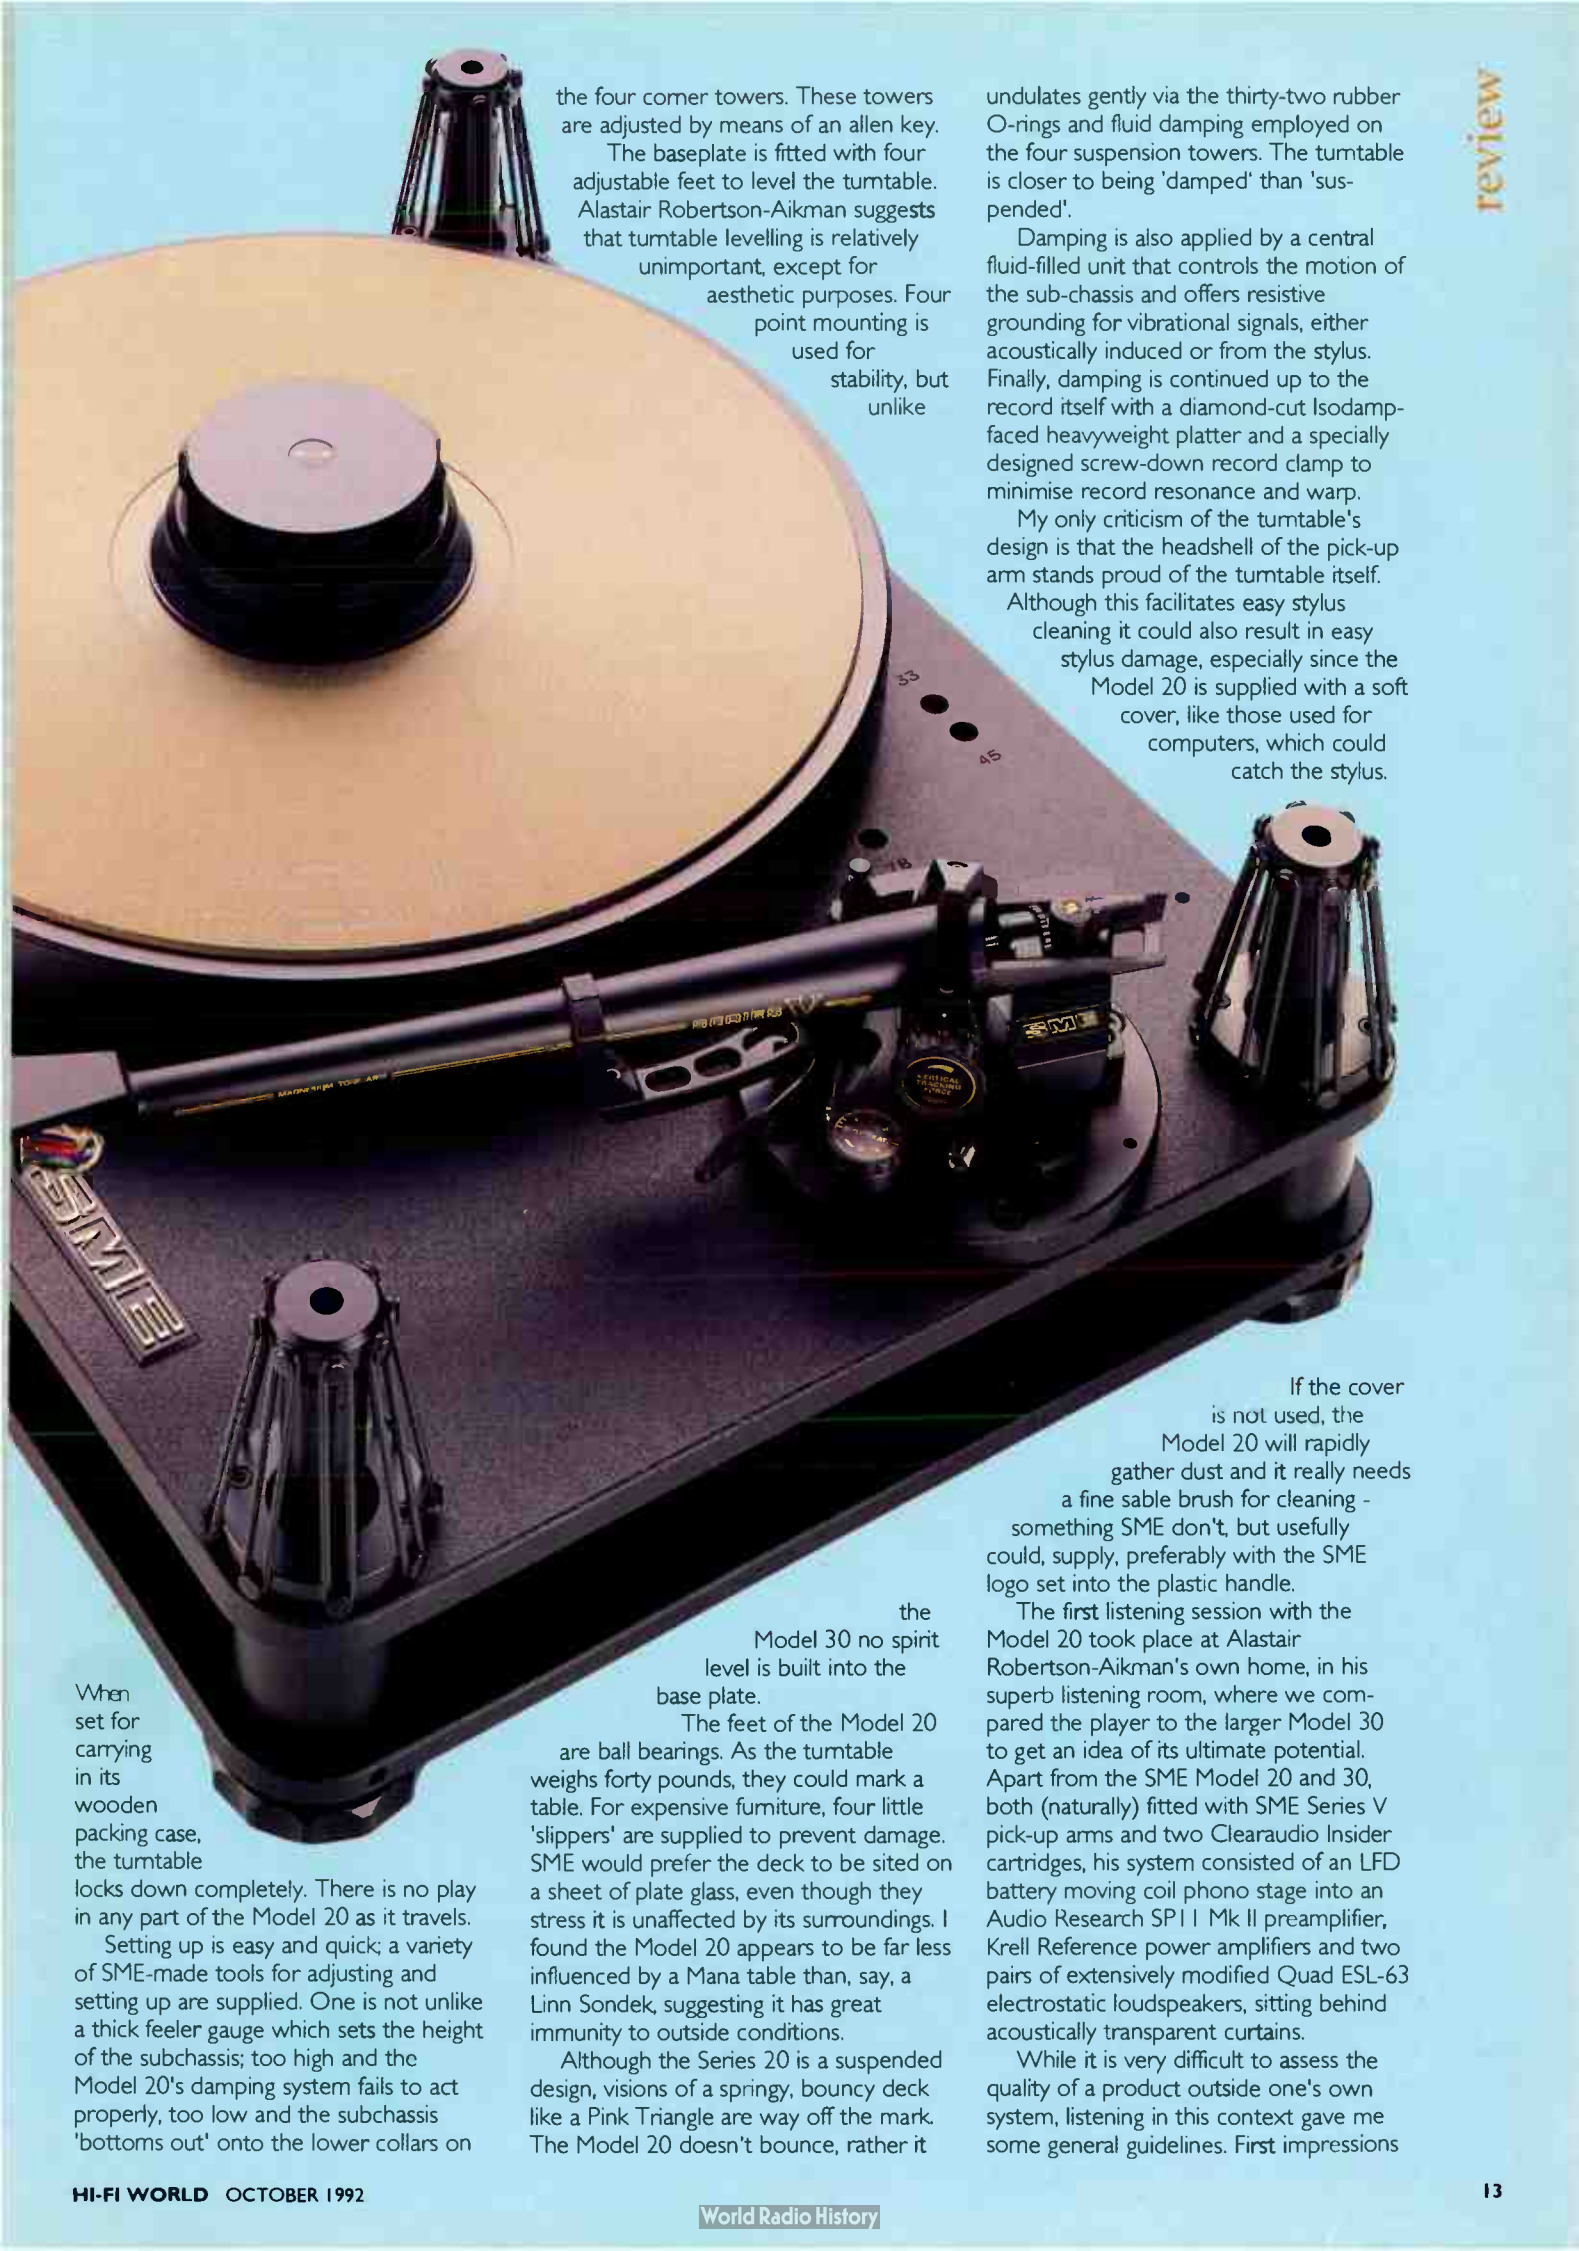 review
When
set for
carrying
in its
wooden
packing case,
the turntable
locks down completely. There is no play
in any part of the Model 20 as it travels.
Setting up is easy and quick; a variety
of SME-made tools for adjusting and
setting up are supplied. One is not unlike
a thick feeler gauge which sets the height
of the subchassis; too high and the
Model 20's damping system fails to act
properly, too low and the subchassis
'bottoms out' onto the lower collars on
the four corner towers. These towers
are adjusted by means of an allen key.
The baseplate is fitted with four
adjustable feet to level the turntable.
Alastair Robertson-Aikman suggests
that turntable levelling is relatively
unimportant, except for
aesthetic purposes. Four
point mounting is
used for
stability, but
unlike
the
Model 30 no spirit
level is built into the
base plate.
The feet of the Model 20
are ball bearings. As the turntable
weighs forty pounds, they could mark a
table. For expensive furniture, four little
'slippers' are supplied to prevent damage.
SME would prefer the deck to be sited on
a sheet of plate glass, even though they
stress it is unaffected by its surroundings. I
found the Model 20 appears to be far less
influenced by a Mana table than, say, a
Linn Sondek, suggesting it has great
immunity to outside conditions.
Although the Series 20 is a suspended
design, visions of a springy, bouncy deck
like a Pink Triangle are way off the mark.
The Model 20 doesn't bounce, rather it
undulates gently via the thirty-two rubber
O-rings and fluid damping employed on
the four suspension towers. The turntable
is closer to being 'damped' than 'sus-
pended'.
Damping is also applied by a central
fluid-filled unit that controls the motion of
the sub-chassis and offers resistive
grounding for vibrational signals, either
acoustically induced or from the stylus.
Finally, damping is continued up to the
record itself with a diamond-cut Isodamp-
faced heavyweight platter and a specially
designed screw-down record clamp to
minimise record resonance and warp.
My only criticism of the turntable's
design is that the headshell of the pick-up
arm stands proud of the turntable itself.
Although this facilitates easy stylus
cleaning it could also result in easy
stylus damage, especially since the
Model 20 is supplied with a soft
cover, like those used for
computers, which could
catch the stylus.
If the cover
is not used, the
Model 20 will rapidly
gather dust and it really needs
a fine sable brush for cleaning -
something SME don't, but usefully
could, supply, preferably with the SME
logo set into the plastic handle.
The first listening session with the
Model 20 took place at Alastair
Robertson-Aikman's own home, in his
superb listening room, where we com-
pared the player to the larger Model 30
to get an idea of its ultimate potential.
Apart from the SME Model 20 and 30,
both (naturally) fitted with SME Series V
pick-up arms and two Clearaudio Insider
cartridges, his system consisted of an LFD
battery moving coil phono stage into an
Audio Research SP11 Mk II preamplifier,
Krell Reference power amplifiers and two
pairs of extensively modified Quad ESL-63
electrostatic loudspeakers, sitting behind
acoustically transparent curtains.
While it is very difficult to assess the
quality of a product outside one's own
system, listening in this context gave me
some general guidelines. First impressions
33
45
78
SERIES V
MAGNESIUM TONE-ARM
SME
VERTICAL
TRACKING
FORCE
SME
HI-FI WORLD OCTOBER 1992
13
World Radio History